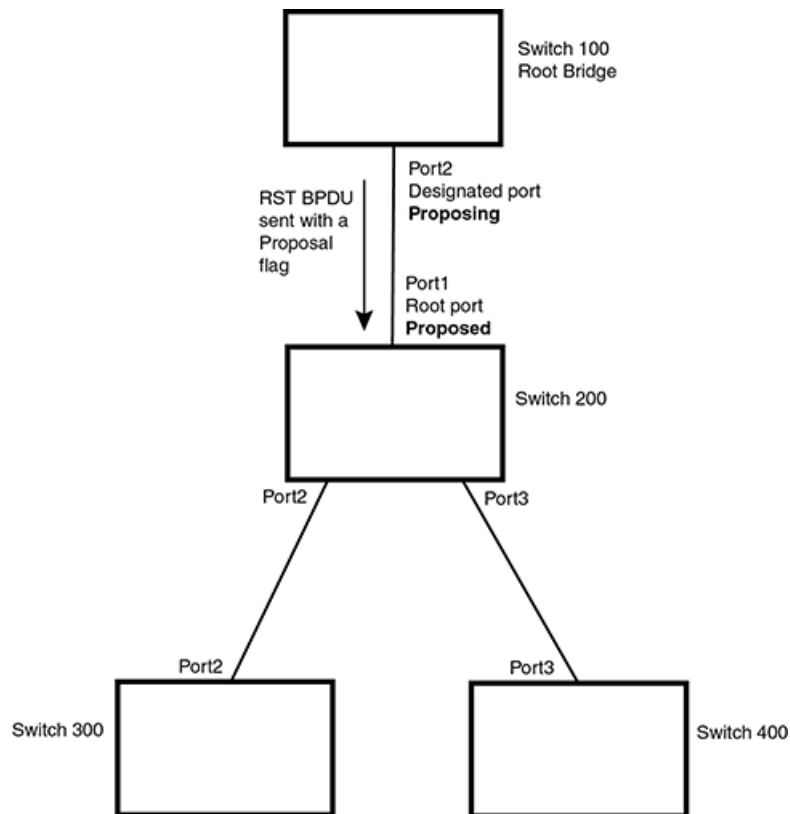 Switch 100
Root Bridge
Port2
Designated port
Proposing
RST BPDU
sent with a
Proposal
flag
Port1
Root port
Proposed
Switch 200
Port2
Port3
Port2
Port3
Switch 300
Switch 400